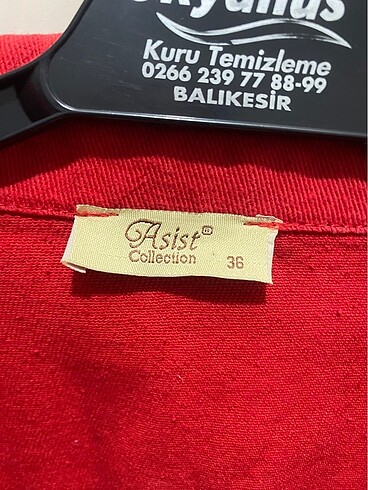 Kuru Temizleme
0266 239 77 88-99
BALIKESİR
Asist®
Collection 36